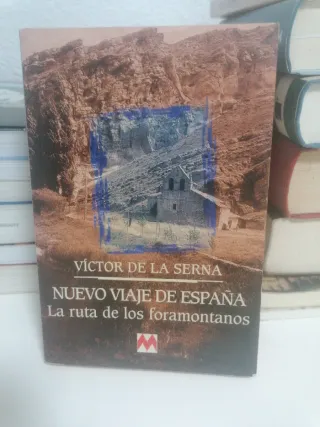 VÍCTOR DE LA SERNA
NUEVO VIAJE DE ESPAÑA
La ruta de los foramontanos